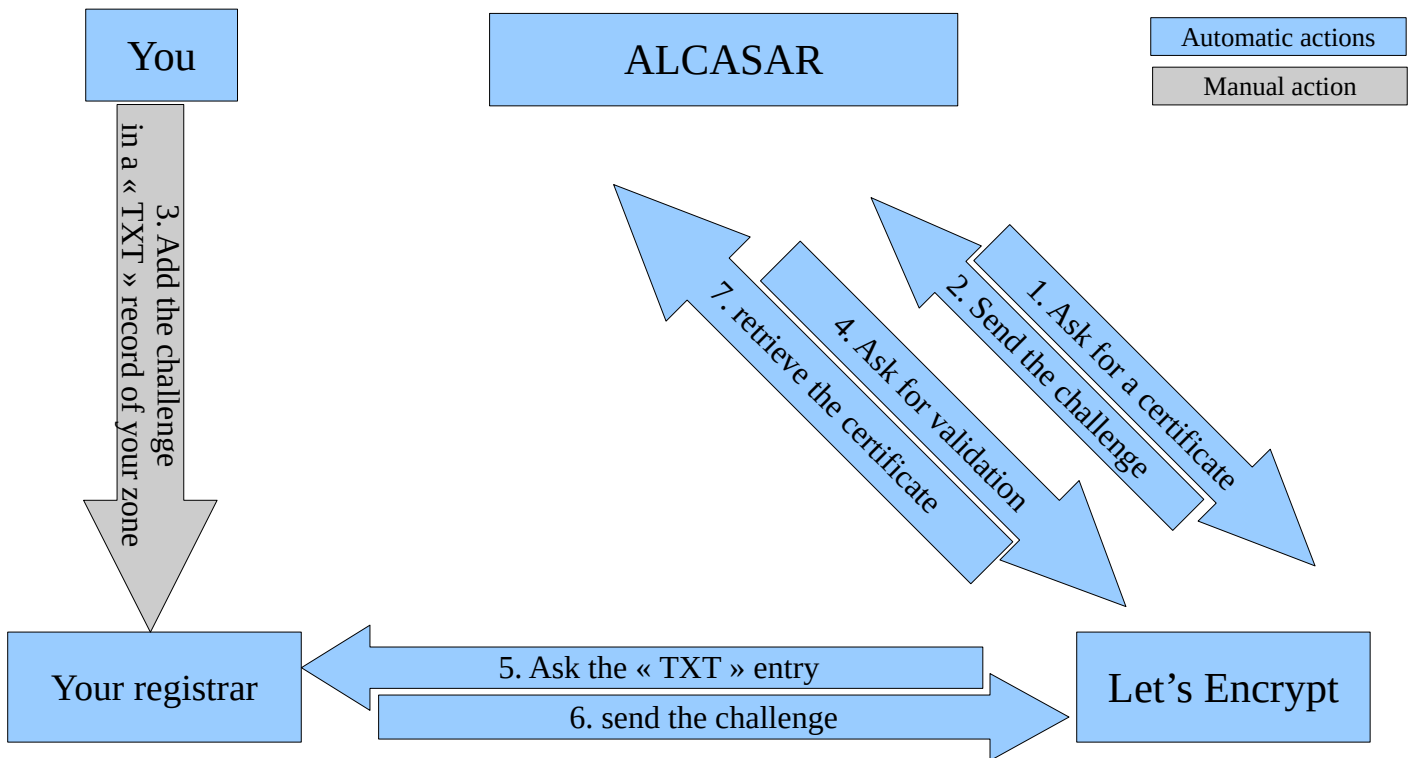 You
ALCASAR
Automatic actions
Manual action
3. Add the challenge
in a « TXT » record of your zone
1. Ask for a certificate
2. Send the challenge
4. Ask for validation
7. retrieve the certificate
5. Ask the « TXT » entry
6. send the challenge
Your registrar
Let’s Encrypt